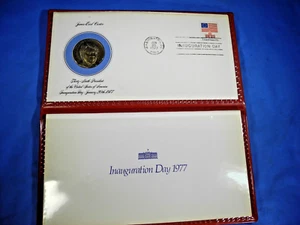 James Earl Carter
Thirty-Ninth President
of the United States of America
Inauguration Day - January 20th 1977
INAUGURATION DAY
Inauguration Day 1977